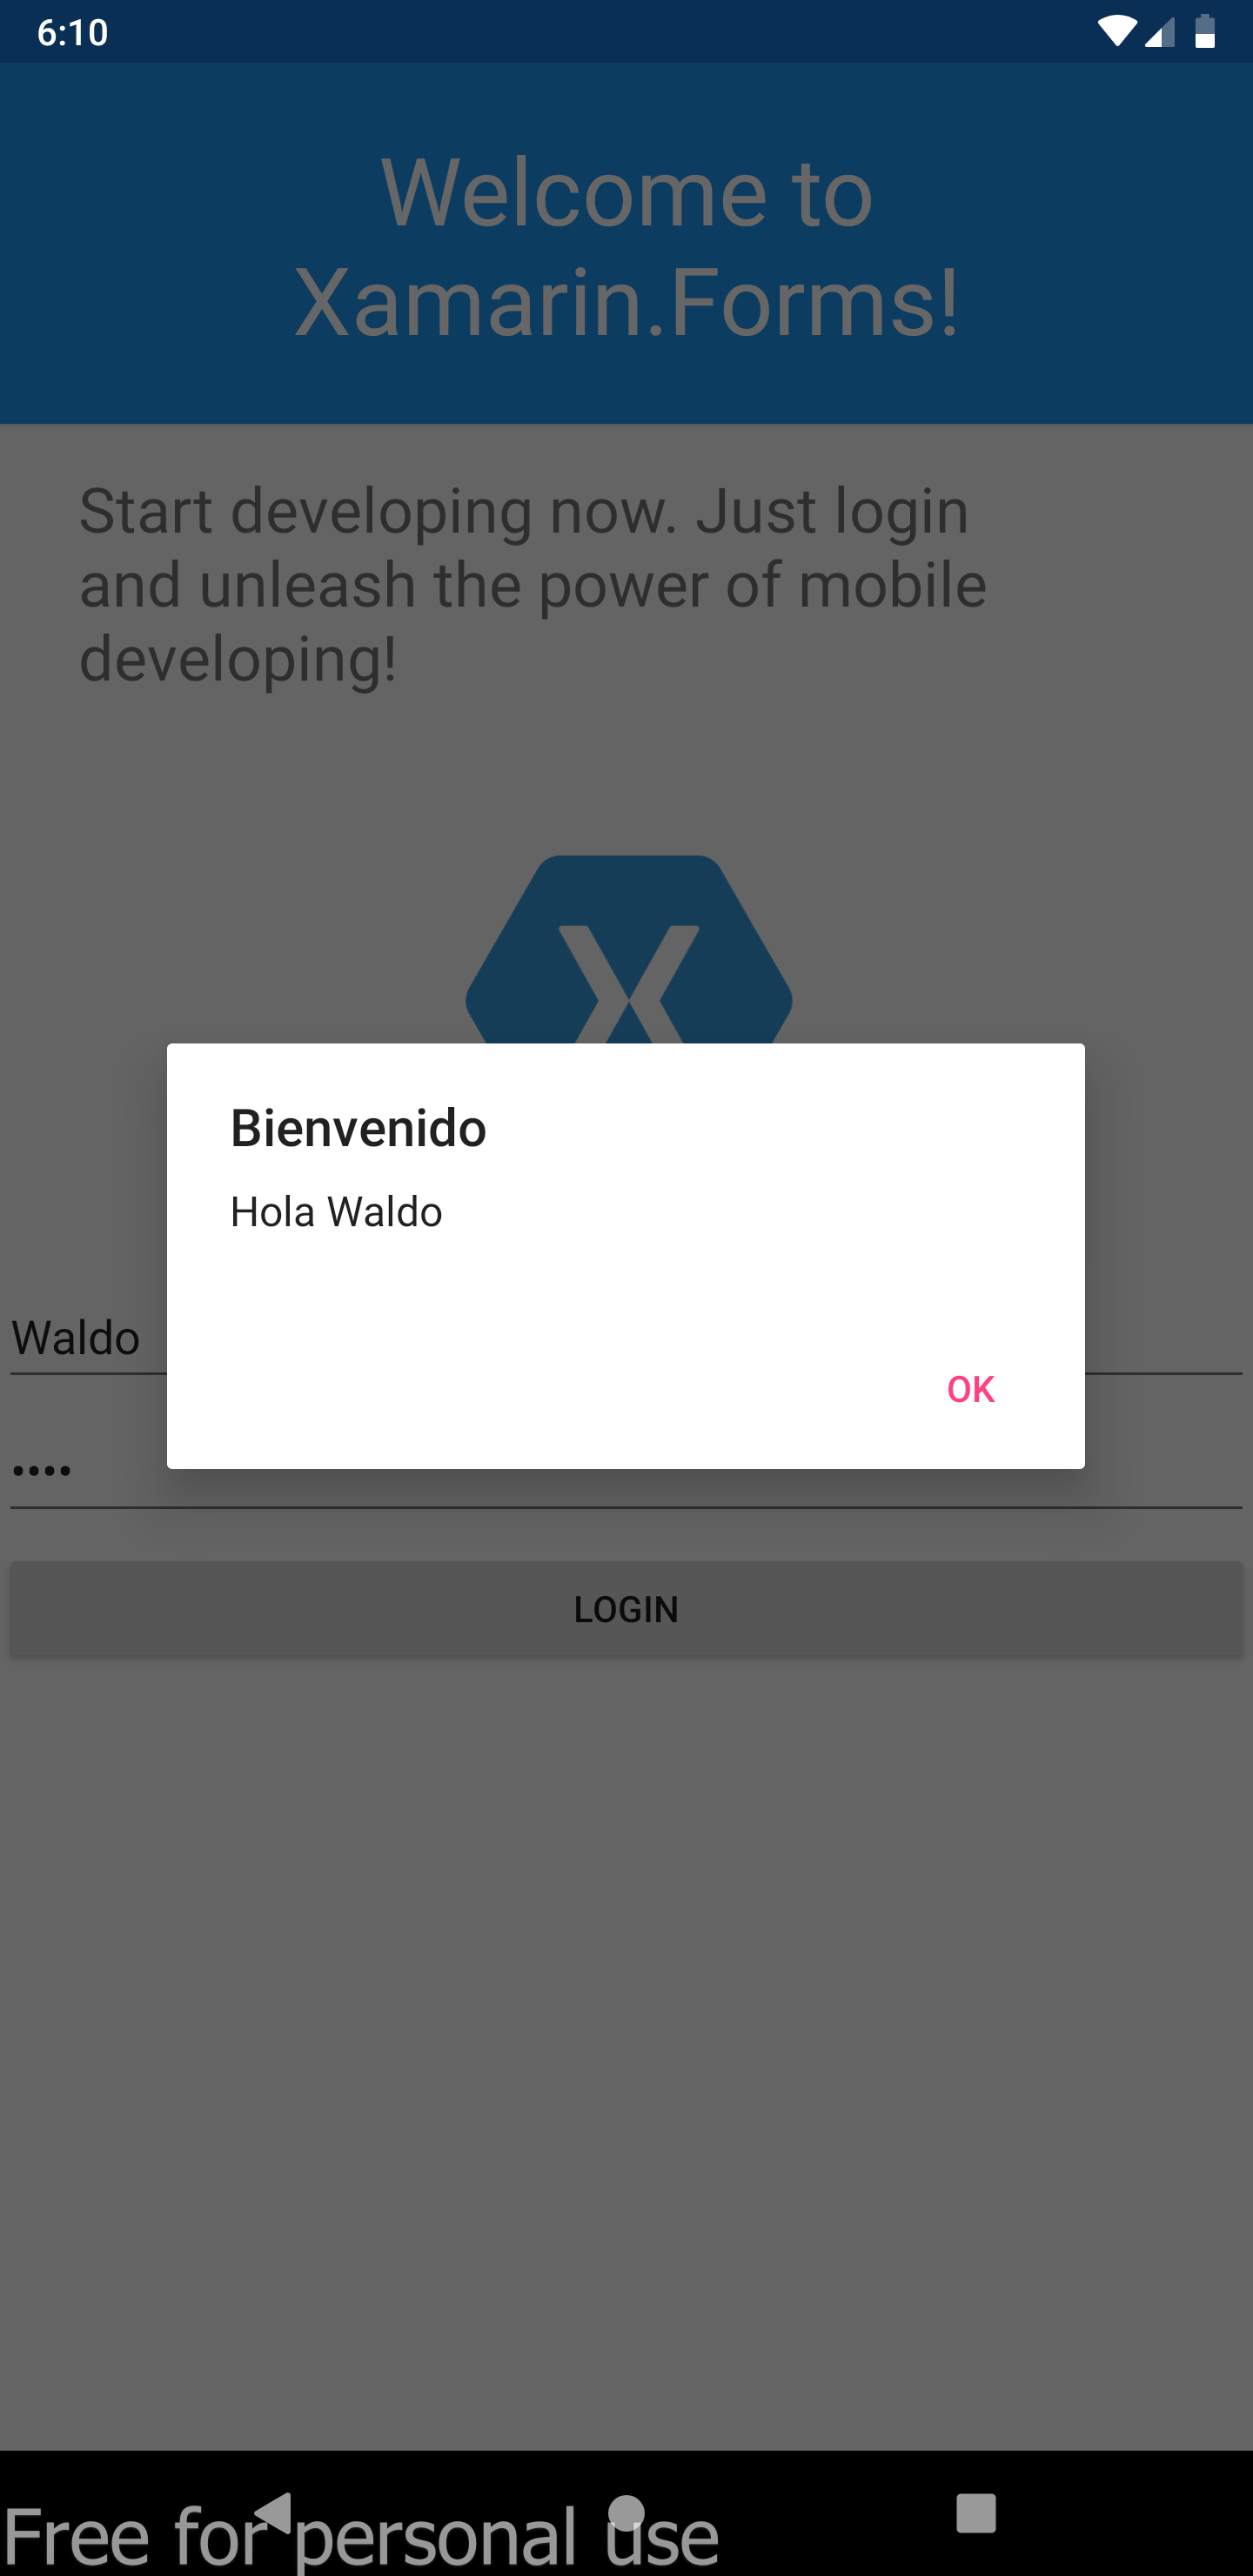 6:10
Welcome to
Xamarin.Forms!
Start developing now. Just login
and unleash the power of mobile
developing!
Bienvenido
Hola Waldo
OK
Waldo
••••
LOGIN
Free for personal use